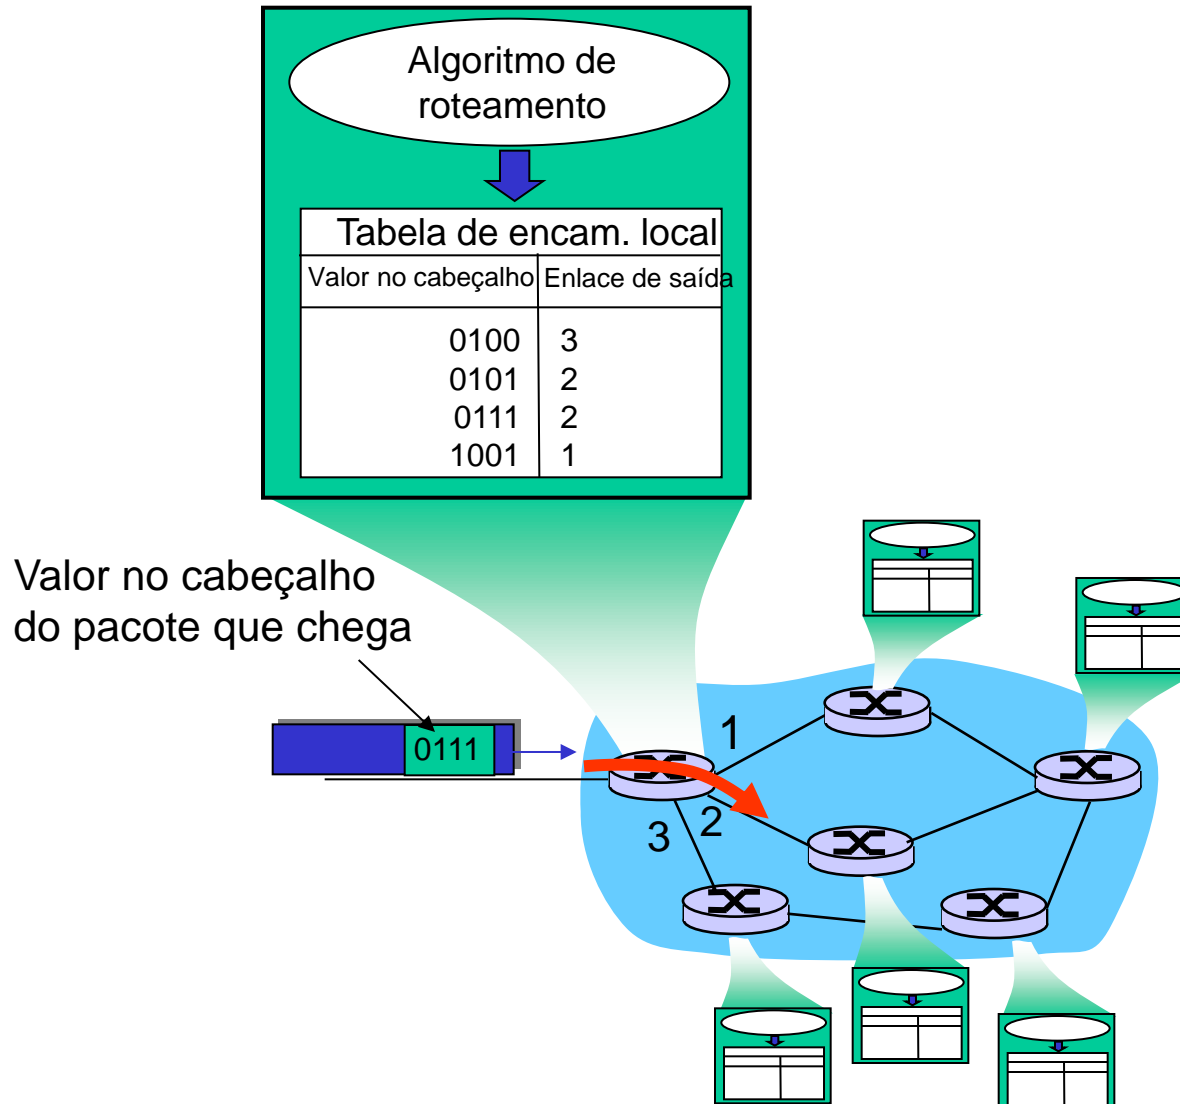 Algoritmo de
roteamento
Tabela de encam. local
Valor no cabeçalho Enlace de saída
0100 3
0101 2
0111 2
1001 1
Valor no cabeçalho
do pacote que chega
0111
1
2
3